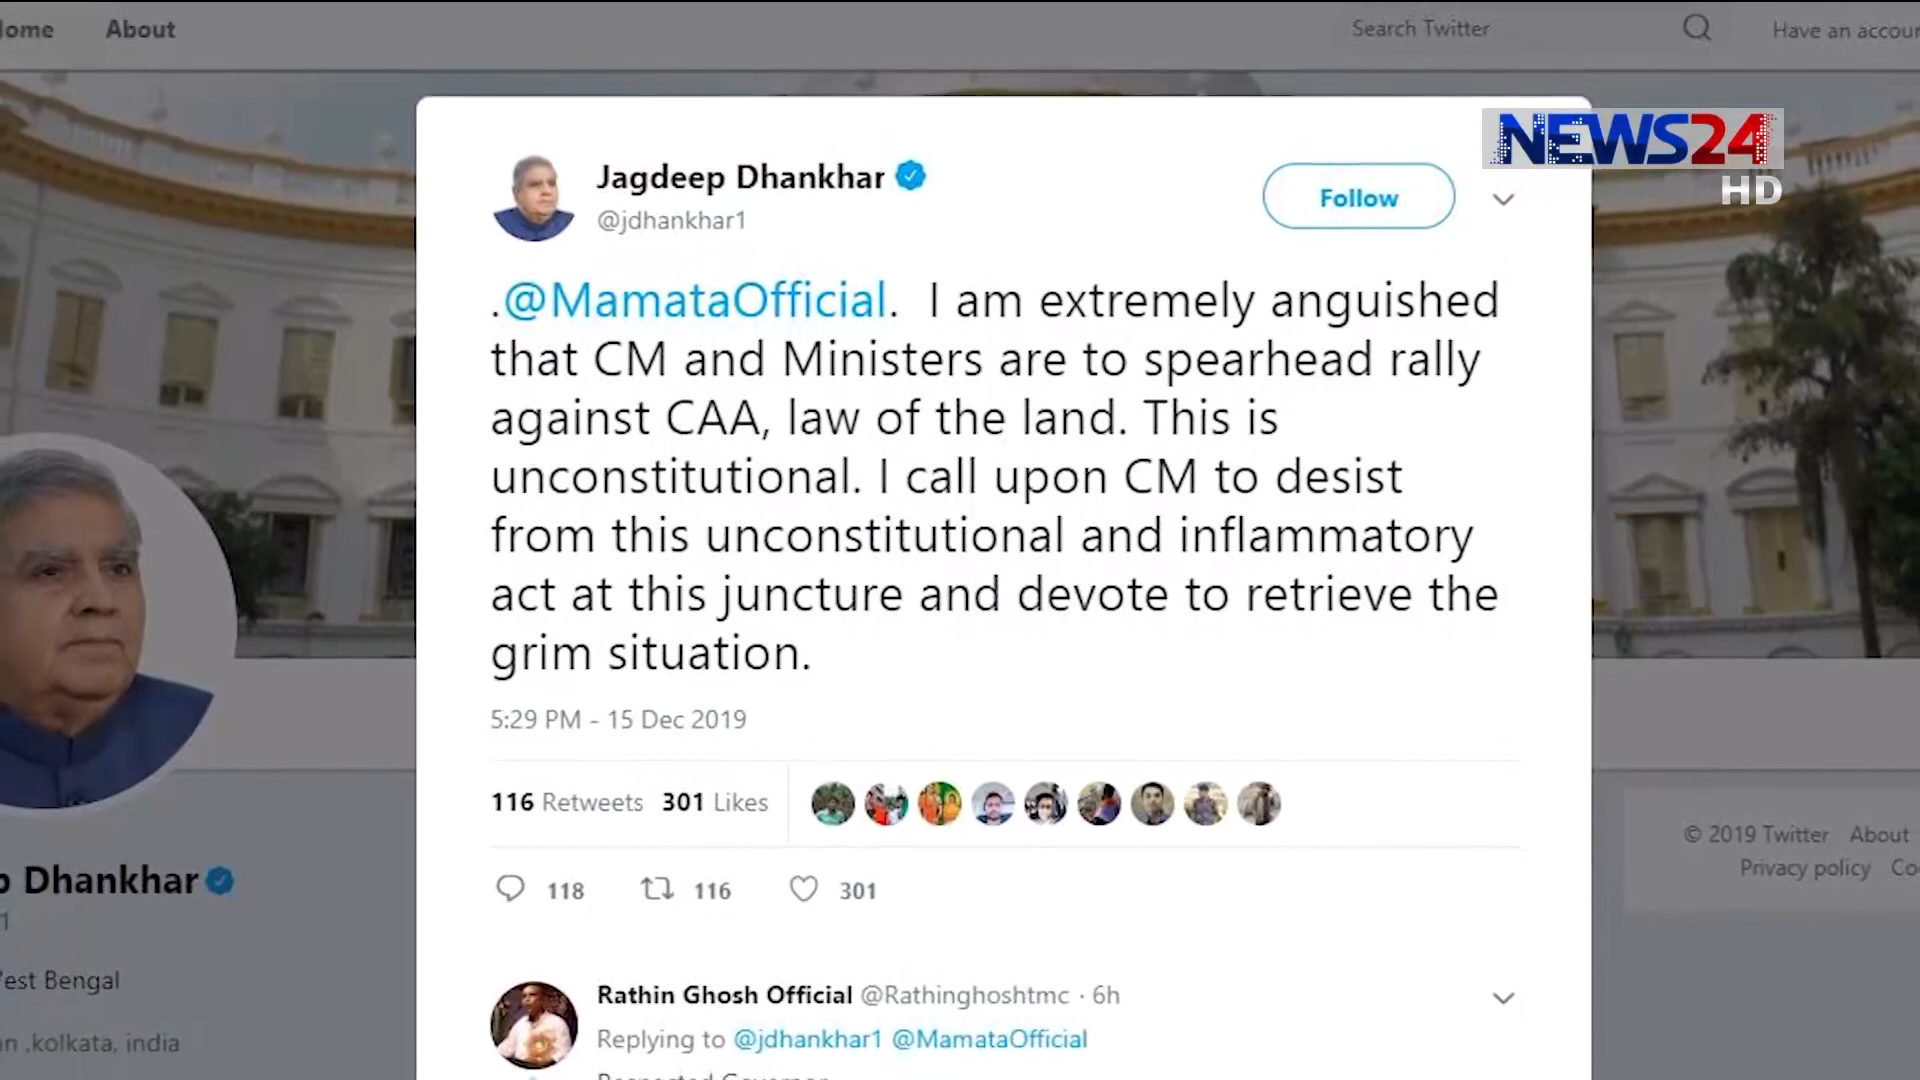 Home About Search Twitter Have an
NEWS24
HD
Jagdeep Dhankhar
@jdhankhar1
Follow
.@MamataOfficial. I am extremely anguished
that CM and Ministers are to spearhead rally
against CAA, law of the land. This is
unconstitutional. I call upon CM to desist
from this unconstitutional and inflammatory
act at this juncture and devote to retrieve the
grim situation.
5:29 PM - 15 Dec 2019
116 Retweets 301 Likes
118 116 301
Rathin Ghosh Official @Rathinghoshtmc · 6h
Replying to @jdhankhar1 @MamataOfficial
Dhankhar
West Bengal
,kolkata, india
© 2019 Twitter About
Privacy policy